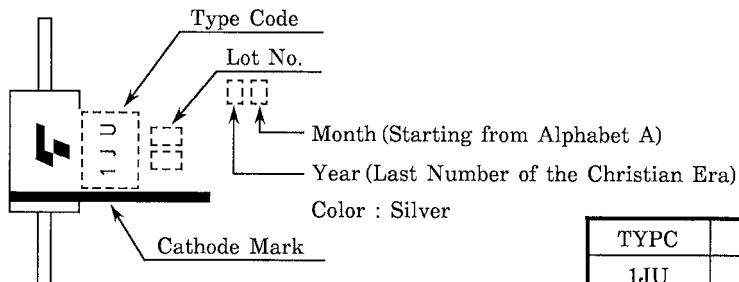 Type Code
Lot No.
1JU
Month (Starting from Alphabet A)
Year (Last Number of the Christian Era)
Color : Silver
Cathode Mark
TYPC
1JU